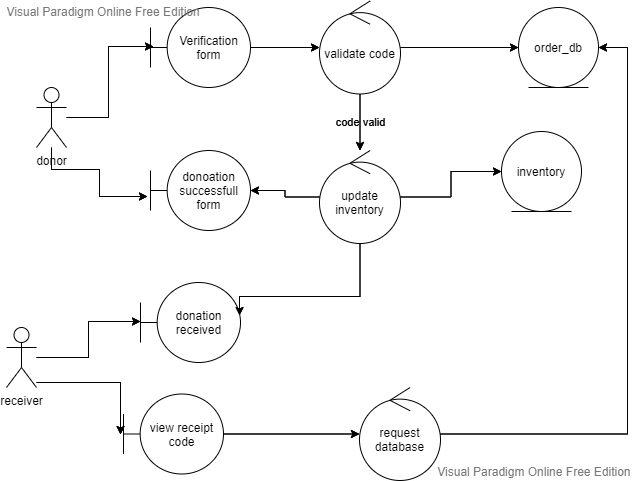 Visual Paradigm Online Free Edition
Verification
form
validate code
order_db
code valid
donor
donoation
successfull
form
update
inventory
inventory
donation
received
receiver
view receipt
code
request
database
Visual Paradigm Online Free Edition